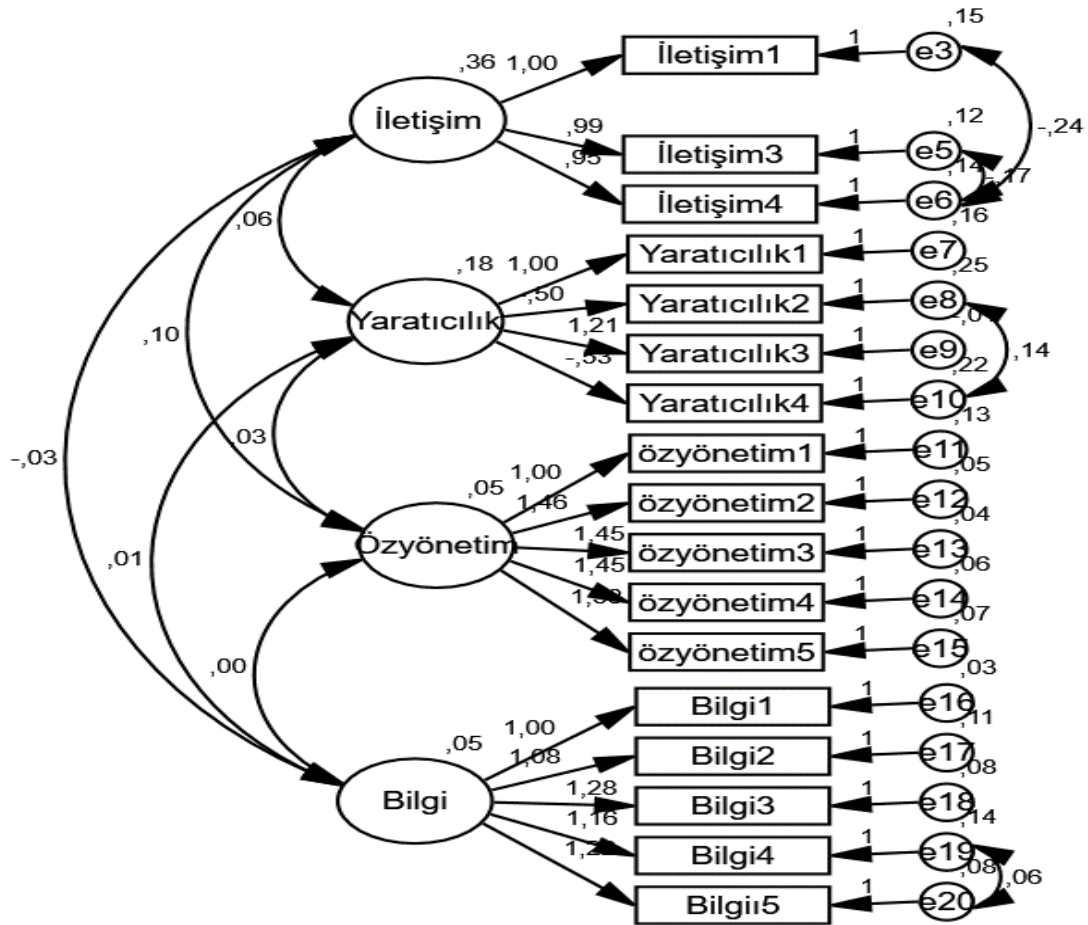 ,15
,36 1,00
İletişim1
1
e3
İletişim
,99
,12
-,24
İletişim3
1
e5
,95
,14
-,17
İletişim4
1
e6
,06
,16
Yaratıcılık1
1
e7
,18 1,00
,25
-,50
Yaratıcılık2
1
e8
Yaratıcılık
,10
1,21
Yaratıcılık3
1
e9
,14
-,53
,22
Yaratıcılık4
1
e10
,13
-,03
,03
özyönetim1
1
e11
,05 1,00
,05
1,46
özyönetim2
1
e12
,04
Özyönetim
,01
1,45
özyönetim3
1
e13
,06
1,45
özyönetim4
1
e14
,07
özyönetim5
1
e15
,00
,03
Bilgi1
1
e16
,05
1,00
,11
1,08
Bilgi2
1
e17
,08
Bilgi
1,28
Bilgi3
1
e18
1,16
,14
Bilgi4
1
e19
,08
,06
Bilgiı5
1
e20